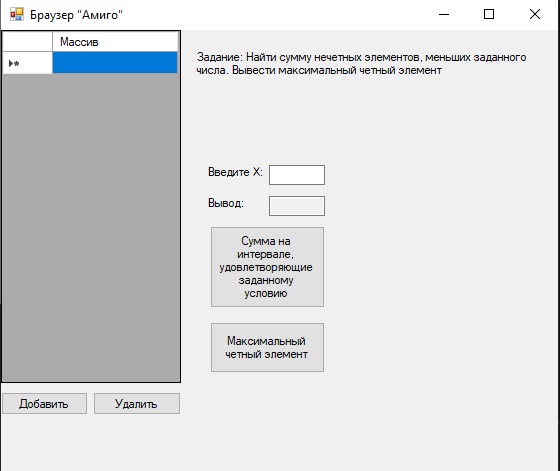 Браузер "Амиго"
Массив
Задание: Найти сумму нечетных элементов, меньших заданного
числа. Вывести максимальный четный элемент
Введите X:
Вывод:
Сумма на
интервале,
удовлетворяющие
заданному
условию
Максимальный
четный элемент
Добавить
Удалить